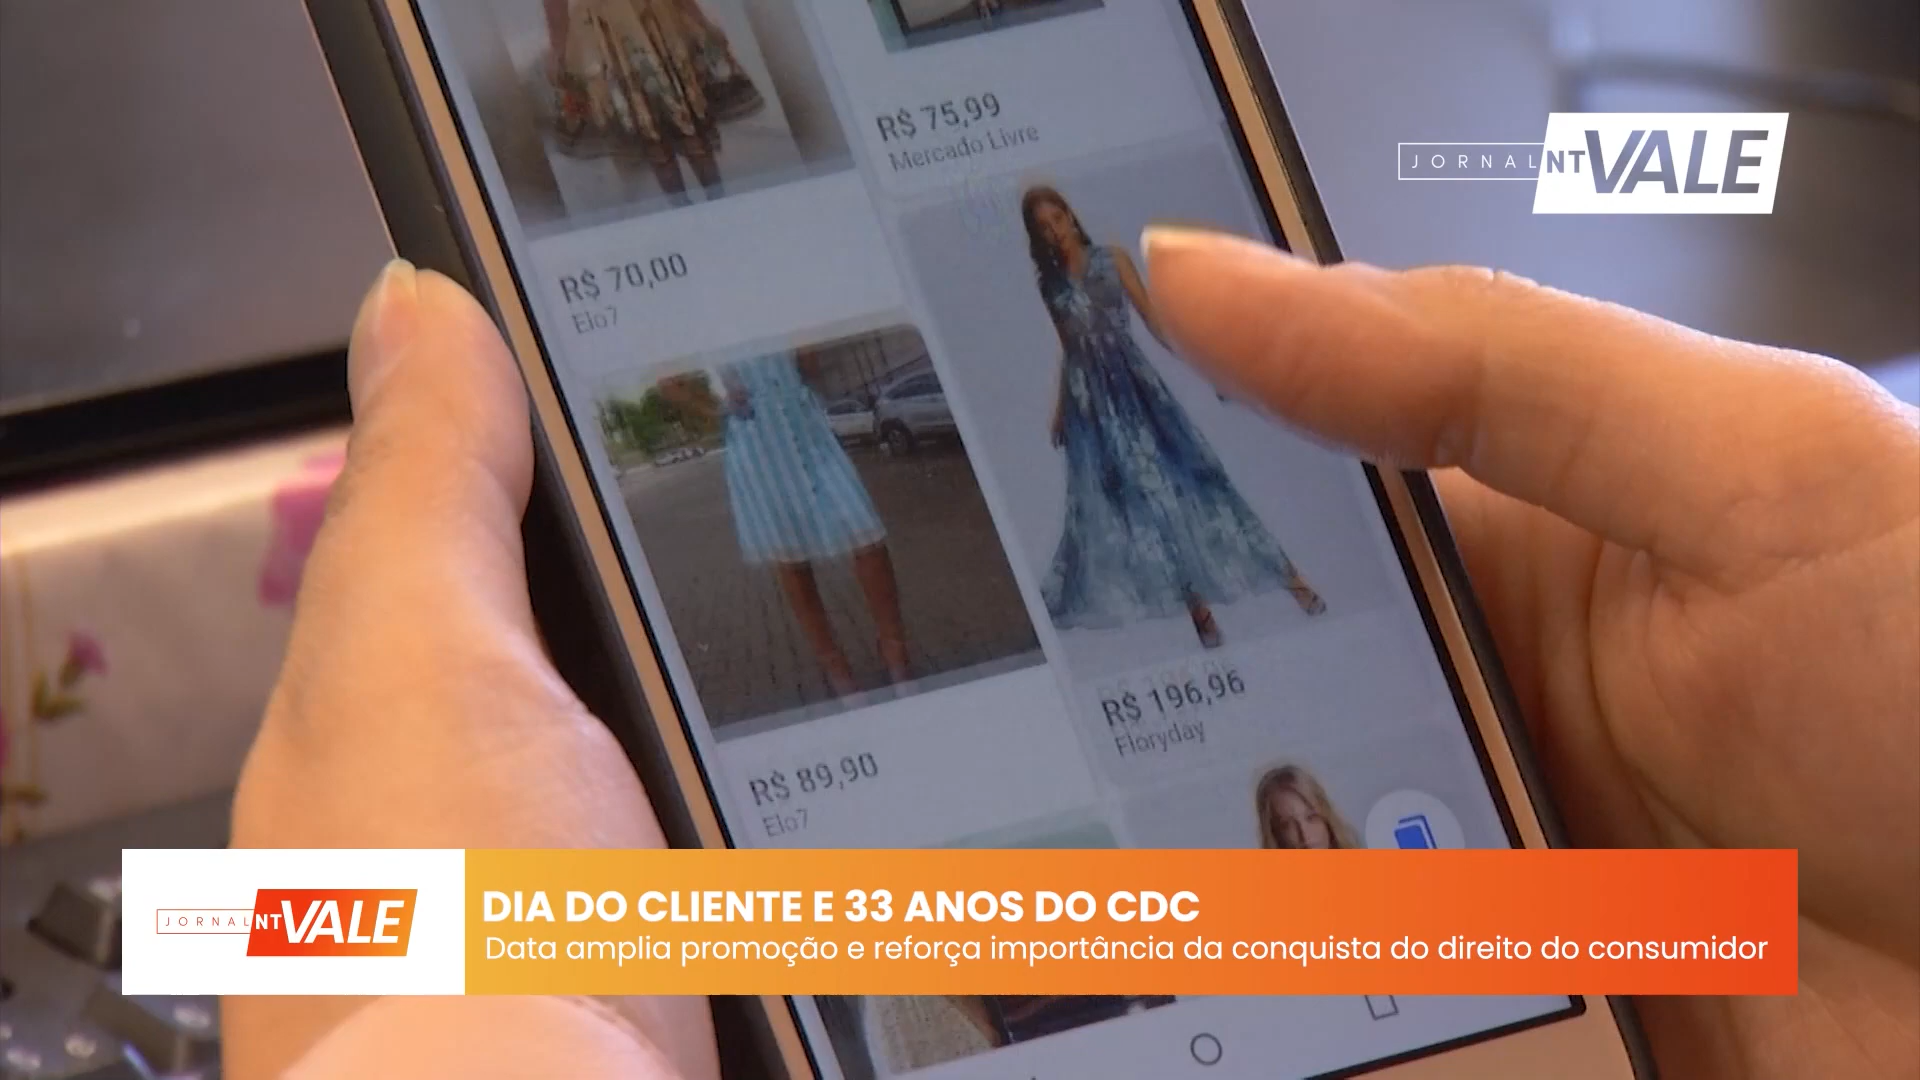 R$ 75,99
Mercado Livre
JORNAL NT VALE
R$ 70,00
Elo7
R$ 196,96
Floryday
R$ 89,90
Elo7
JORNAL NT VALE
DIA DO CLIENTE E 33 ANOS DO CDC
Data amplia promoção e reforça importância da conquista do direito do consumidor